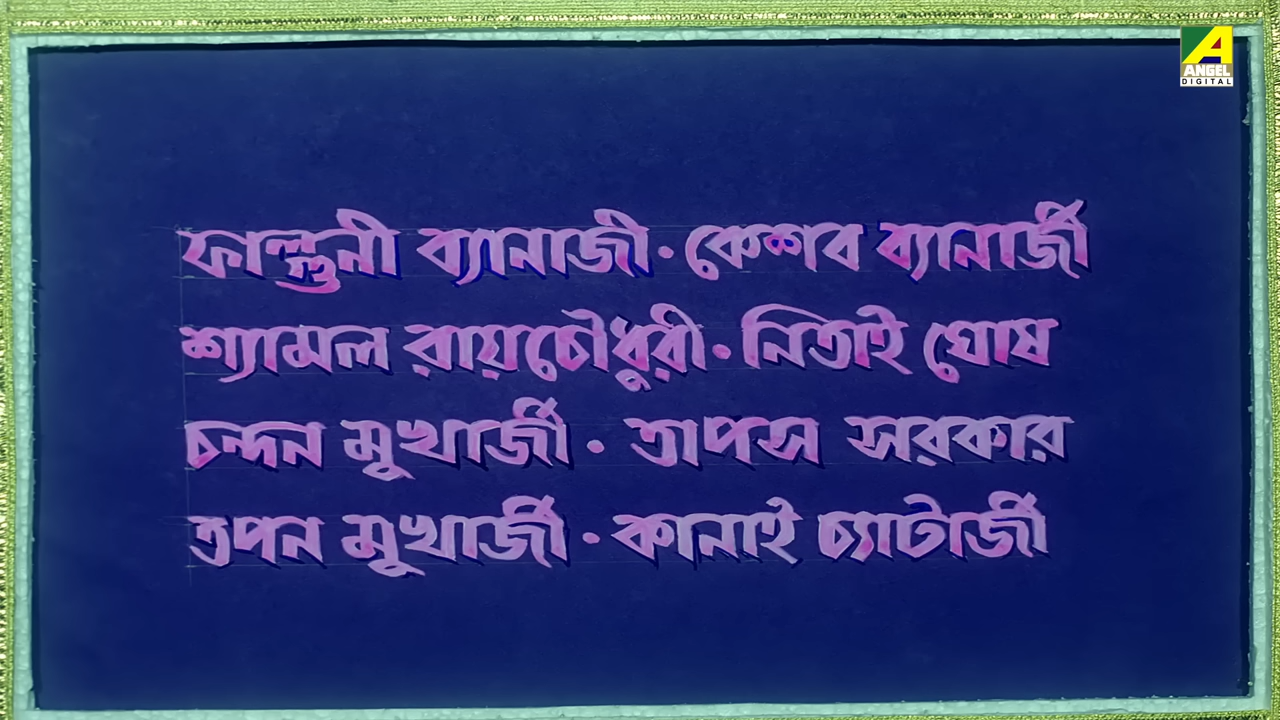 ANGEL
DIGITAL
ফাল্গুনী ব্যানাজী · কেশব ব্যানার্জী
শ্যামল রায়চৌধুরী · নিতাই ঘোষ
চন্দন মুখার্জী · তাপস সরকার
তপন মুখার্জী · কানাই চ্যাটার্জী